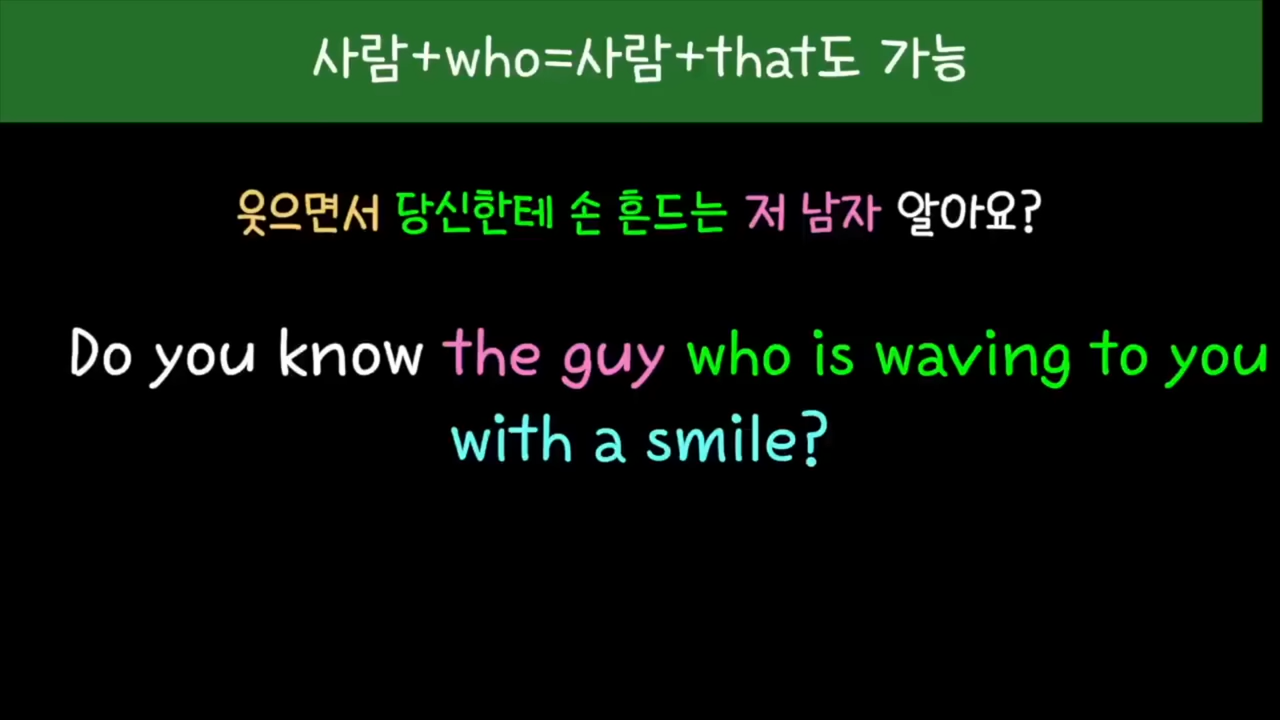 사람+who=사람+that도 가능
웃으면서 당신한테 손 흔드는 저 남자 알아요?
Do you know the guy who is waving to you
with a smile?